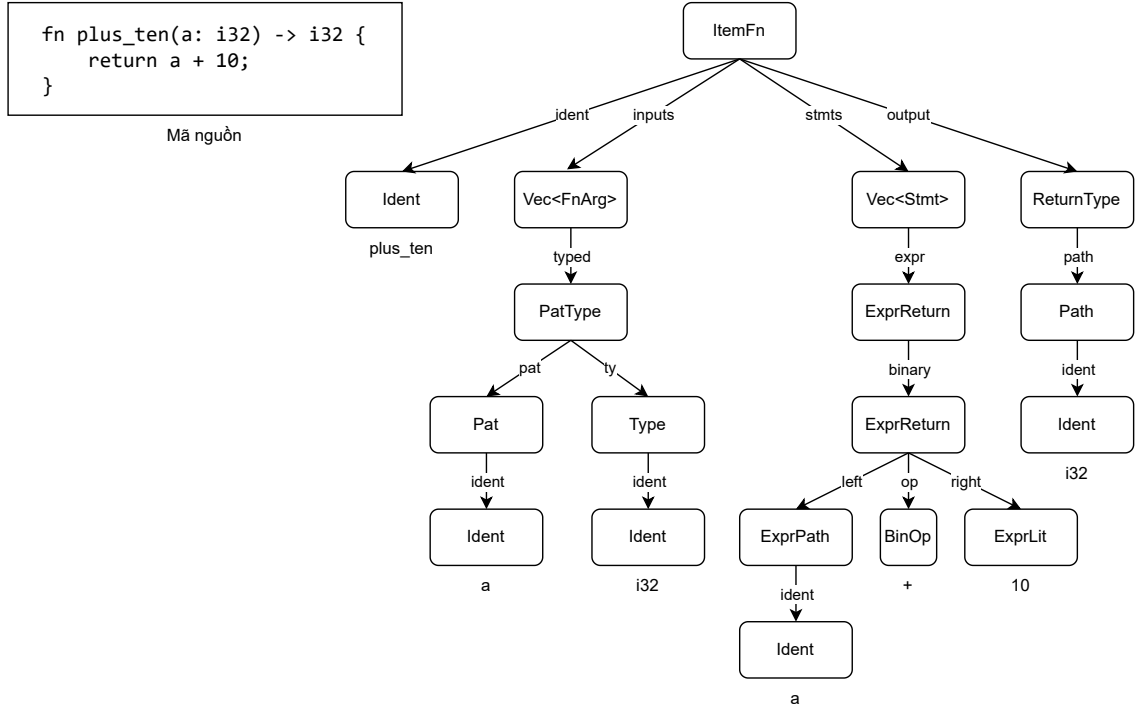 fn plus_ten(a: i32) -> i32 {
    return a + 10;
}
Mã nguồn
ItemFn
ident
inputs
stmts
output
Ident
Vec<FnArg>
Vec<Stmt>
ReturnType
plus_ten
typed
expr
path
PatType
ExprReturn
Path
pat
ty
binary
ident
Pat
Type
ExprReturn
Ident
i32
ident
ident
left
op
right
Ident
Ident
ExprPath
BinOp
ExprLit
a
i32
+
10
ident
Ident
a